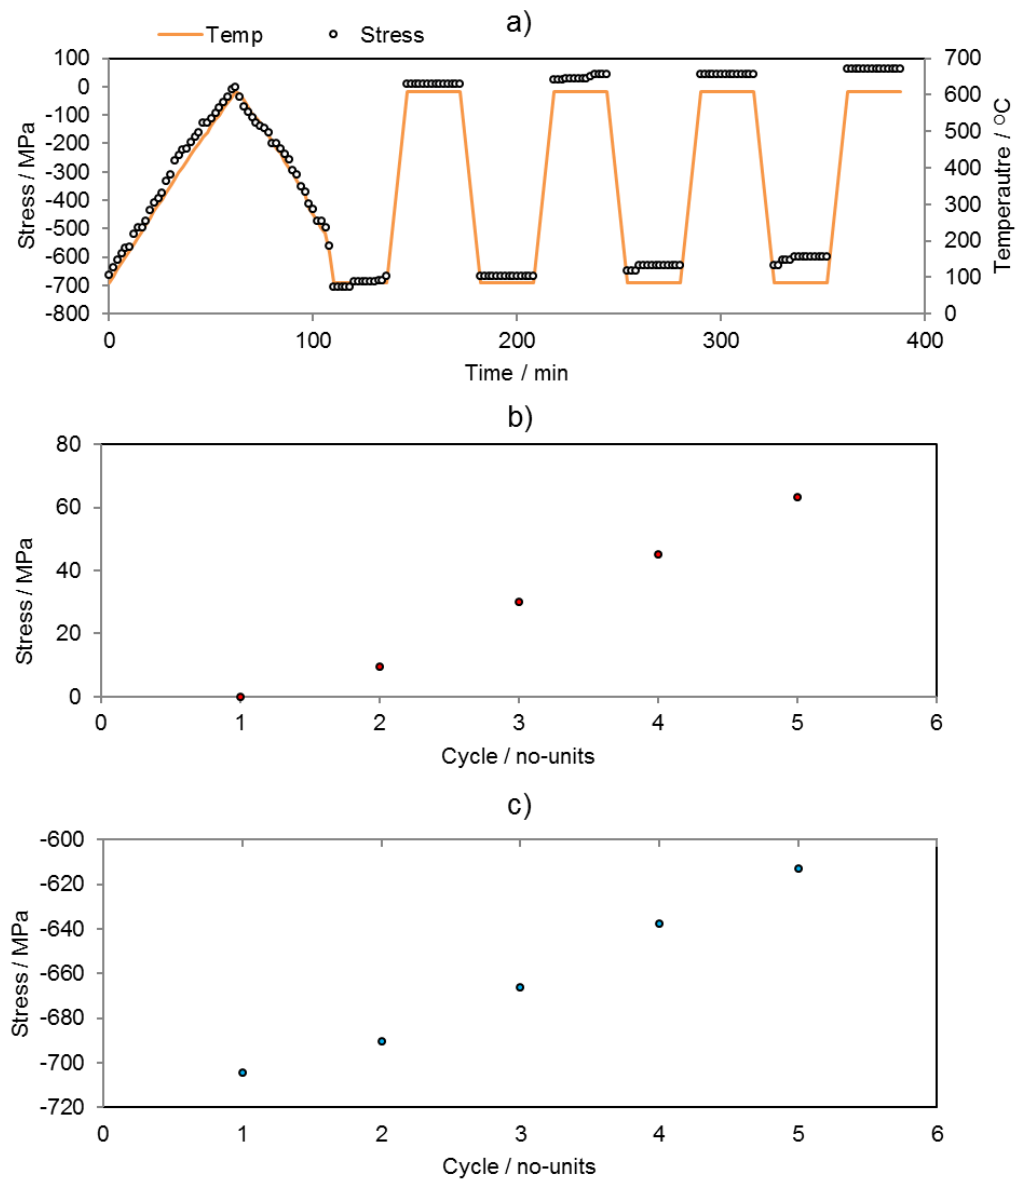 a)
Temp Stress
100 700
0 600
-100 500
-200 400
-300 300
-400 200
-500 100
-600 0
-700
-800
Stress / MPa
Temperautre / °C
0 100 200 300 400
Time / min
b)
80
60
40
20
0
Stress / MPa
0 1 2 3 4 5 6
Cycle / no-units
c)
-600
-620
-640
-660
-680
-700
-720
Stress / MPa
0 1 2 3 4 5 6
Cycle / no-units